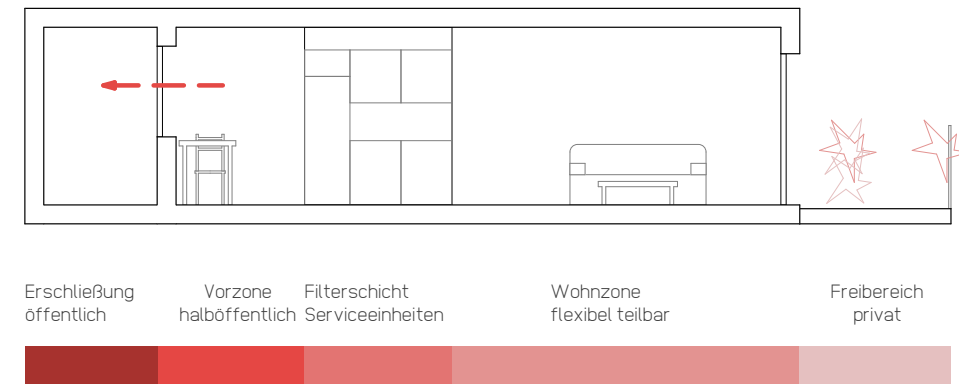 Erschließung
öffentlich
Vorzone
halböffentlich
Filterschicht
Serviceeinheiten
Wohnzone
flexibel teilbar
Freibereich
privat